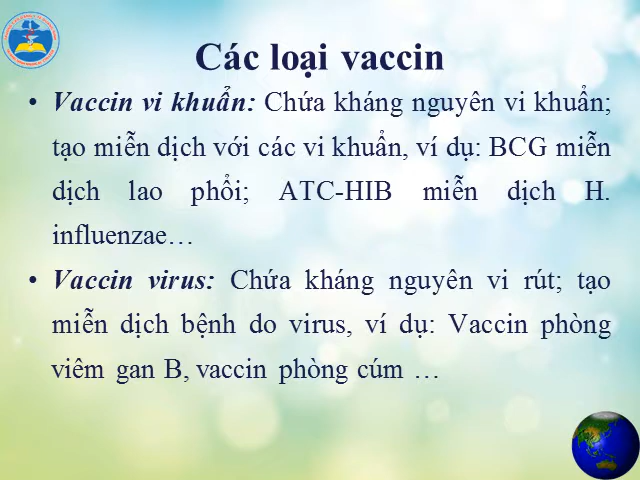 Các loại vaccin
• Vaccin vi khuẩn: Chứa kháng nguyên vi khuẩn;
tạo miễn dịch với các vi khuẩn, ví dụ: BCG miễn
dịch lao phổi; ATC-HIB miễn dịch H.
influenzae…
• Vaccin virus: Chứa kháng nguyên vi rút; tạo
miễn dịch bệnh do virus, ví dụ: Vaccin phòng
viêm gan B, vaccin phòng cúm …